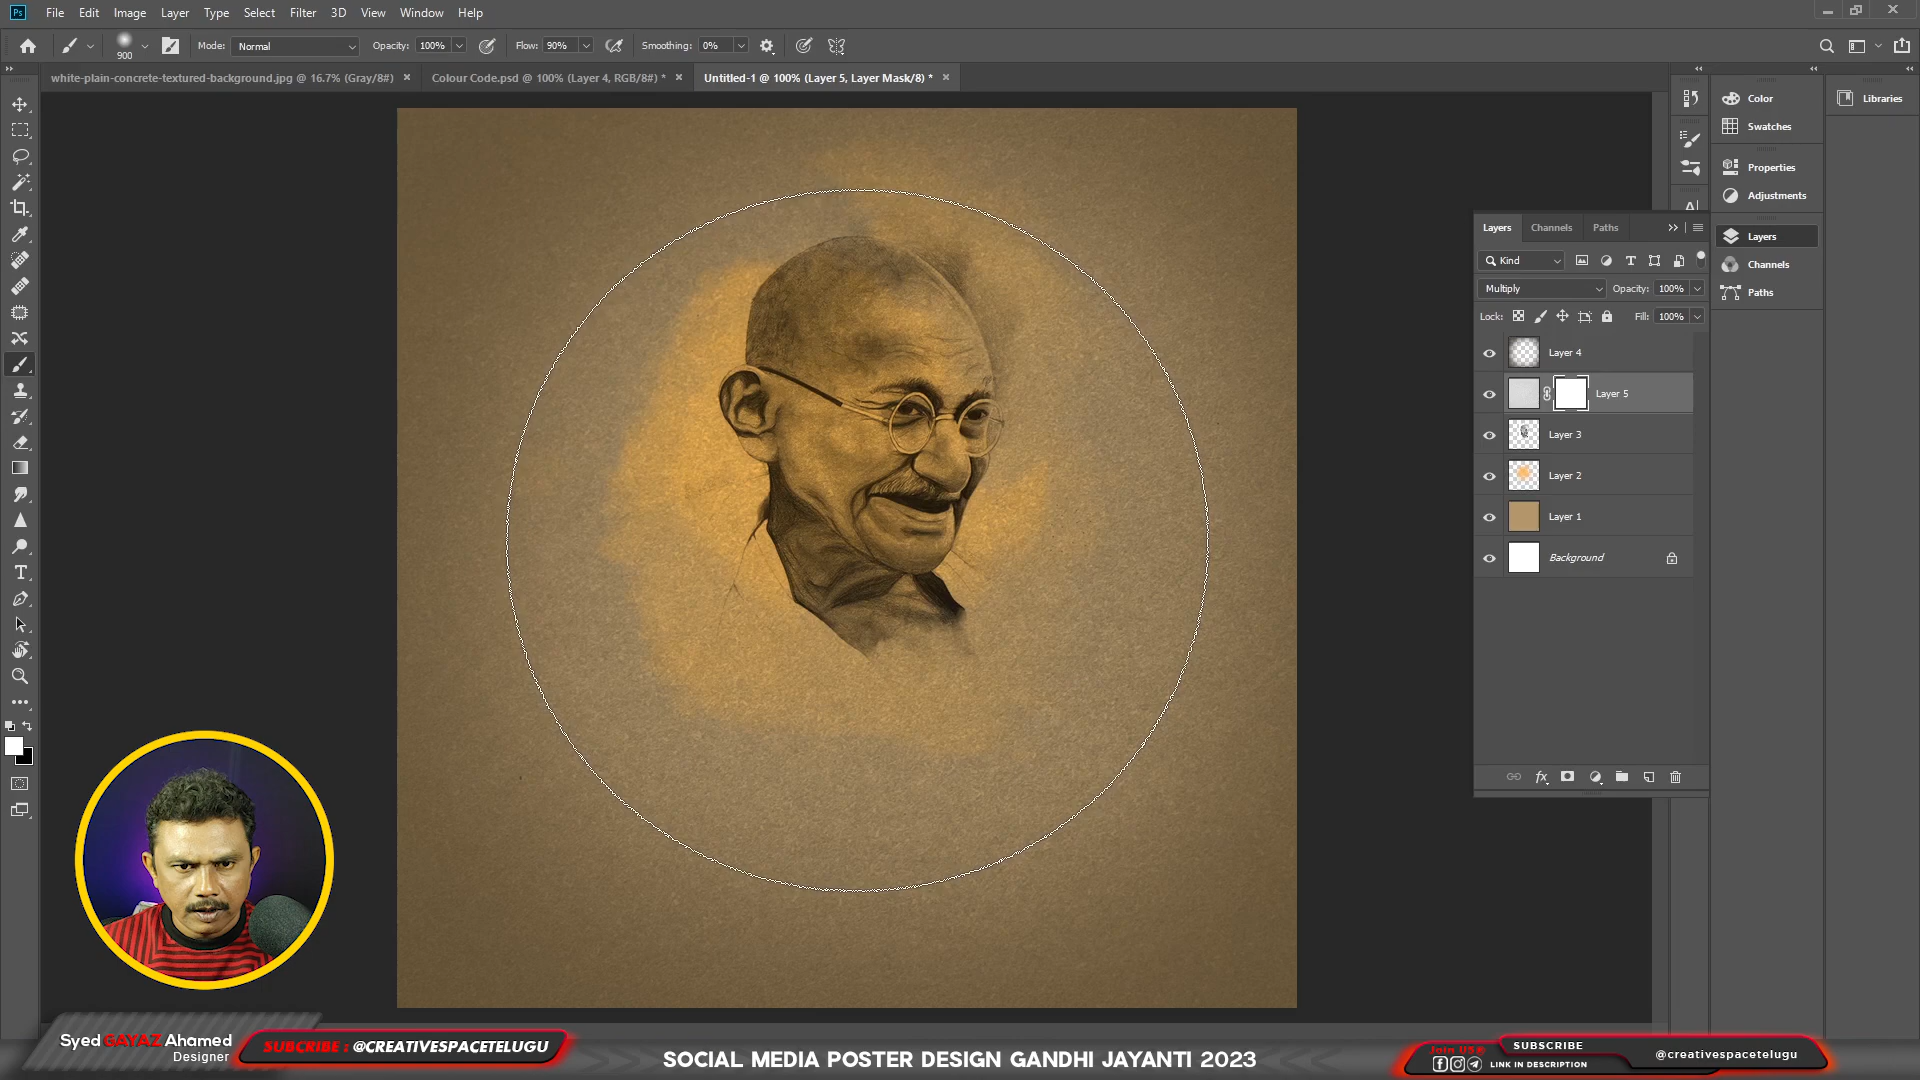 Ps File Edit Image Layer Type Select Filter 3D View Window Help
900 Mode: Normal Opacity: 100% Flow: 90% Smoothing: 0%
white-plain-concrete-textured-background.jpg @ 16.7% (Gray/8#) × Colour Code.psd @ 100% (Layer 4, RGB/8#) * × Untitled-1 @ 100% (Layer 5, Layer Mask/8) * ×
Color
Libraries
Swatches
Properties
Adjustments
Layers
Channels
Paths
Layers Channels Paths
Kind
Multiply Opacity: 100%
Lock: Fill: 100%
Layer 4
Layer 5
Layer 3
Layer 2
Layer 1
Background
fx
Syed GAYAZ Ahamed
Designer
SUBCRIBE : @CREATIVESPACETELUGU
SOCIAL MEDIA POSTER DESIGN GANDHI JAYANTI 2023
Join US@
SUBSCRIBE
LINK IN DESCRIPTION
@creativespacetelugu